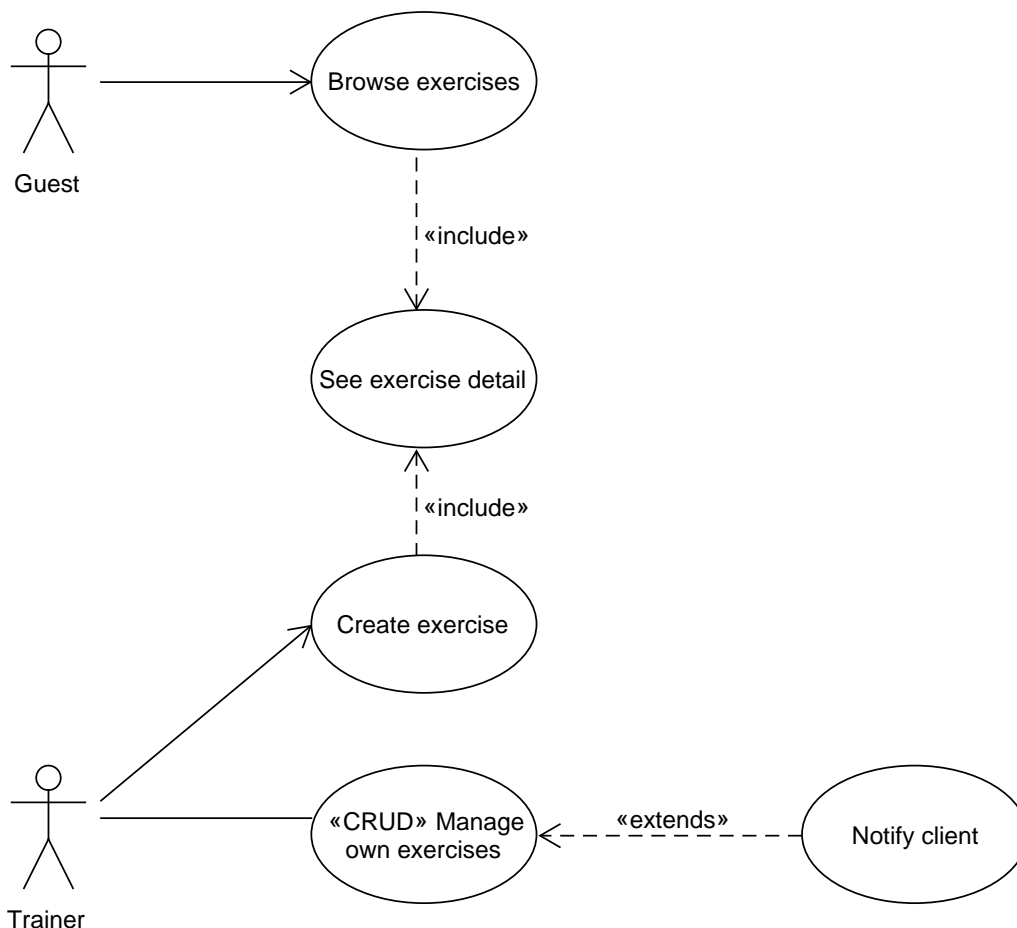 Browse exercises
Guest
«include»
See exercise detail
«include»
Create exercise
«CRUD» Manage
own exercises
«extends»
Notify client
Trainer